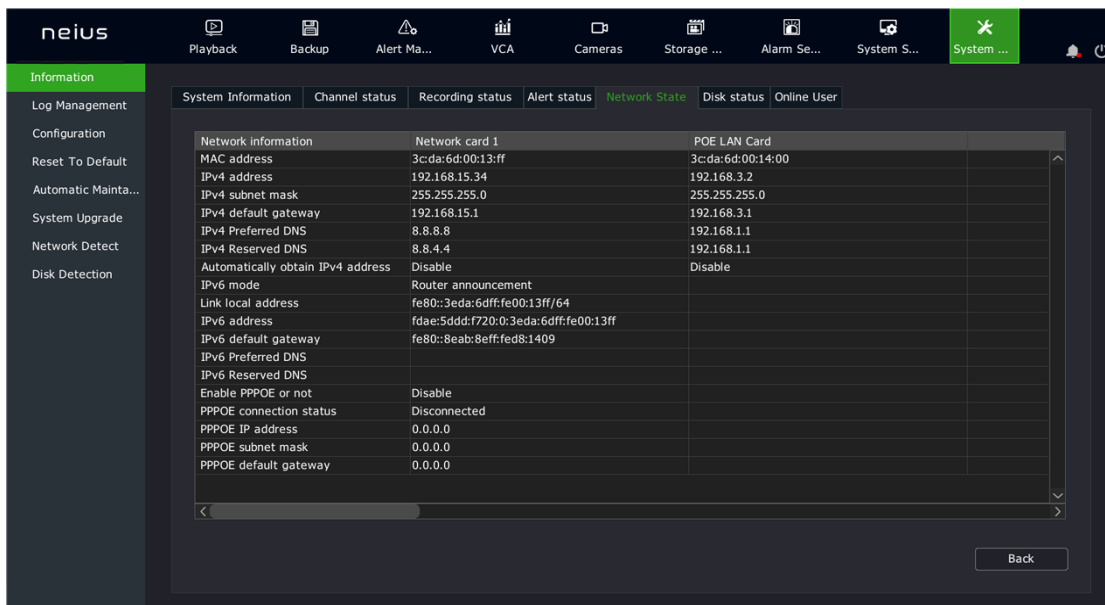 neius
Playback Backup Alert Ma... VCA Cameras Storage ... Alarm Se... System S... System ...
Information
Log Management
Configuration
Reset To Default
Automatic Mainta...
System Upgrade
Network Detect
Disk Detection
System Information Channel status Recording status Alert status Network State Disk status Online User
Network information Network card 1 POE LAN Card
MAC address 3c:da:6d:00:13:ff 3c:da:6d:00:14:00
IPv4 address 192.168.15.34 192.168.3.2
IPv4 subnet mask 255.255.255.0 255.255.255.0
IPv4 default gateway 192.168.15.1 192.168.3.1
IPv4 Preferred DNS 8.8.8.8 192.168.1.1
IPv4 Reserved DNS 8.8.4.4 192.168.1.1
Automatically obtain IPv4 address Disable Disable
IPv6 mode Router announcement
Link local address fe80::3eda:6dff:fe00:13ff/64
IPv6 address fdae:5ddd:f720:0:3eda:6dff:fe00:13ff
IPv6 default gateway fe80::8eab:8eff:fed8:1409
IPv6 Preferred DNS
IPv6 Reserved DNS
Enable PPPOE or not Disable
PPPOE connection status Disconnected
PPPOE IP address 0.0.0.0
PPPOE subnet mask 0.0.0.0
PPPOE default gateway 0.0.0.0
Back